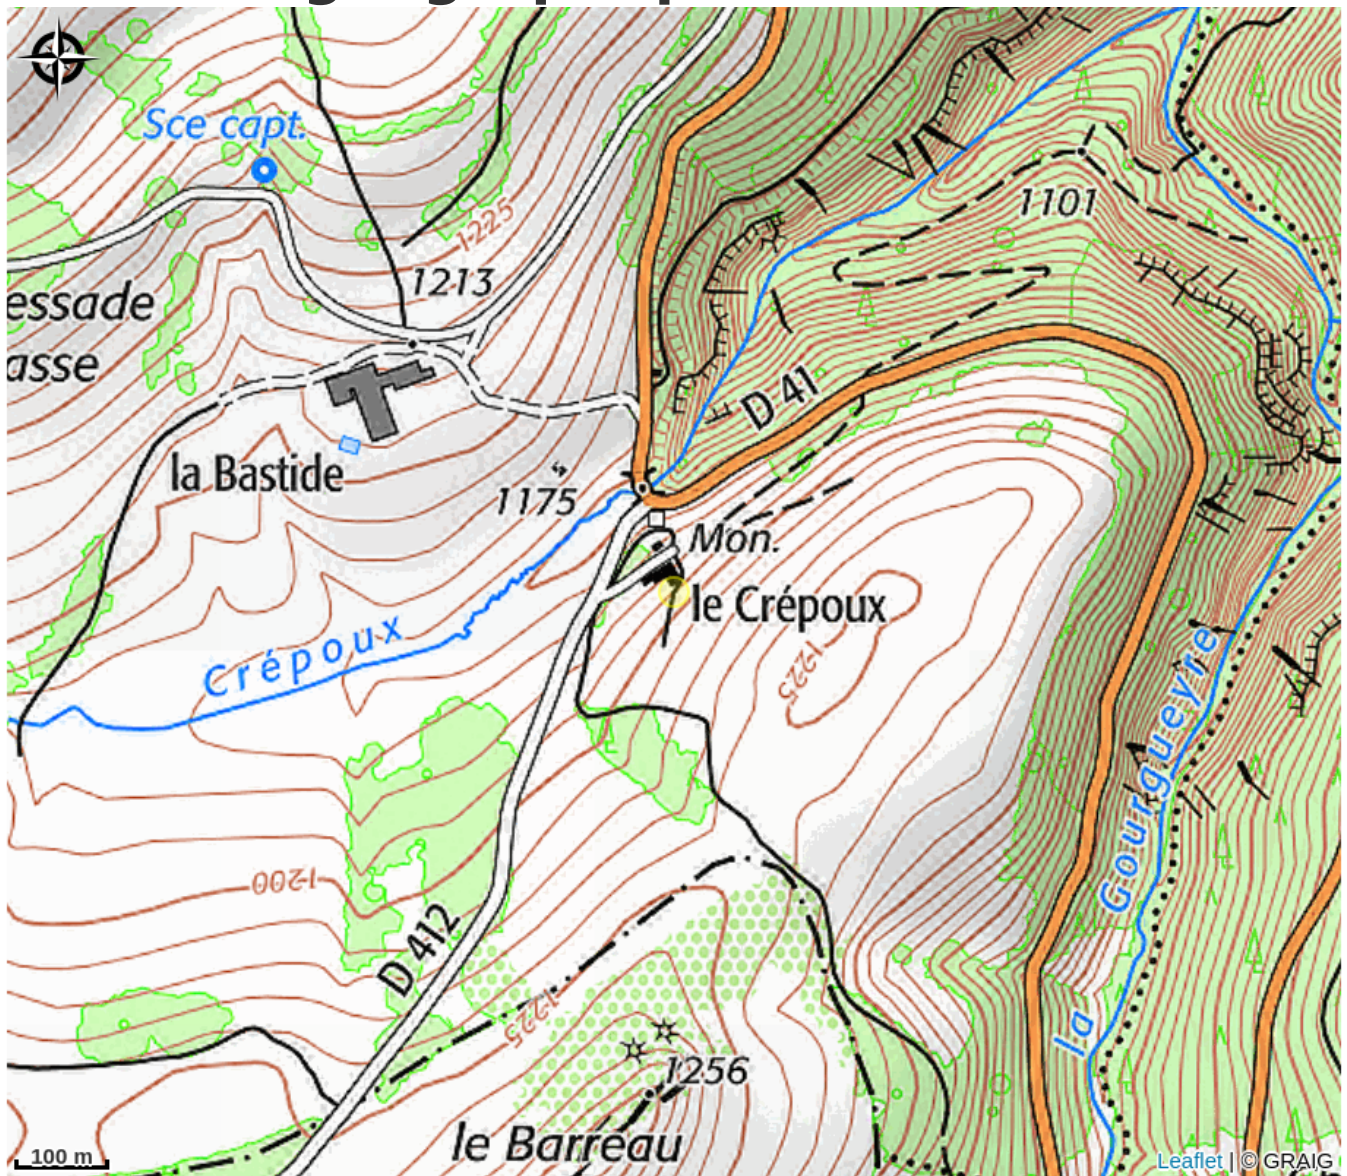 Sce capt.
1225
1101
1213
essade
asse
D 41
la Bastide
1175
Mon.
le Crépoux
Crépoux
1225
la Gourgueyre
1200
D 412
1225
1256
le Barreau
100 m
Leaflet | © GRAIG